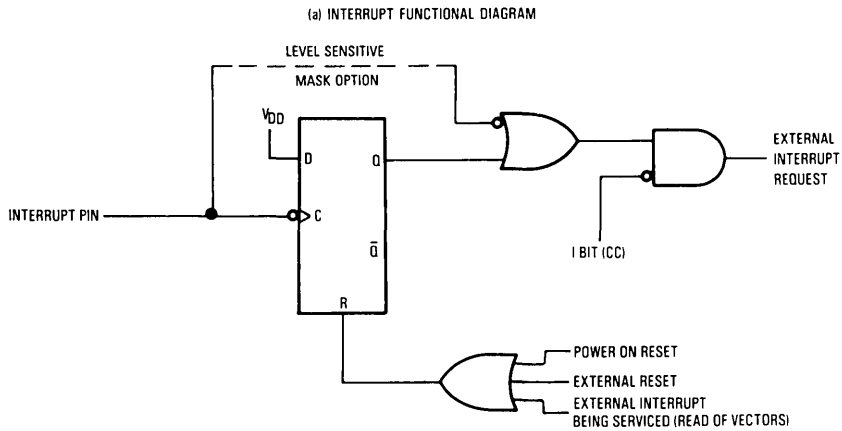 (a) INTERRUPT FUNCTIONAL DIAGRAM
LEVEL SENSITIVE
MASK OPTION
VDD
D
Q
EXTERNAL
INTERRUPT
REQUEST
INTERRUPT PIN
C
Q̅
I BIT (CC)
R
POWER ON RESET
EXTERNAL RESET
EXTERNAL INTERRUPT
BEING SERVICED (READ OF VECTORS)